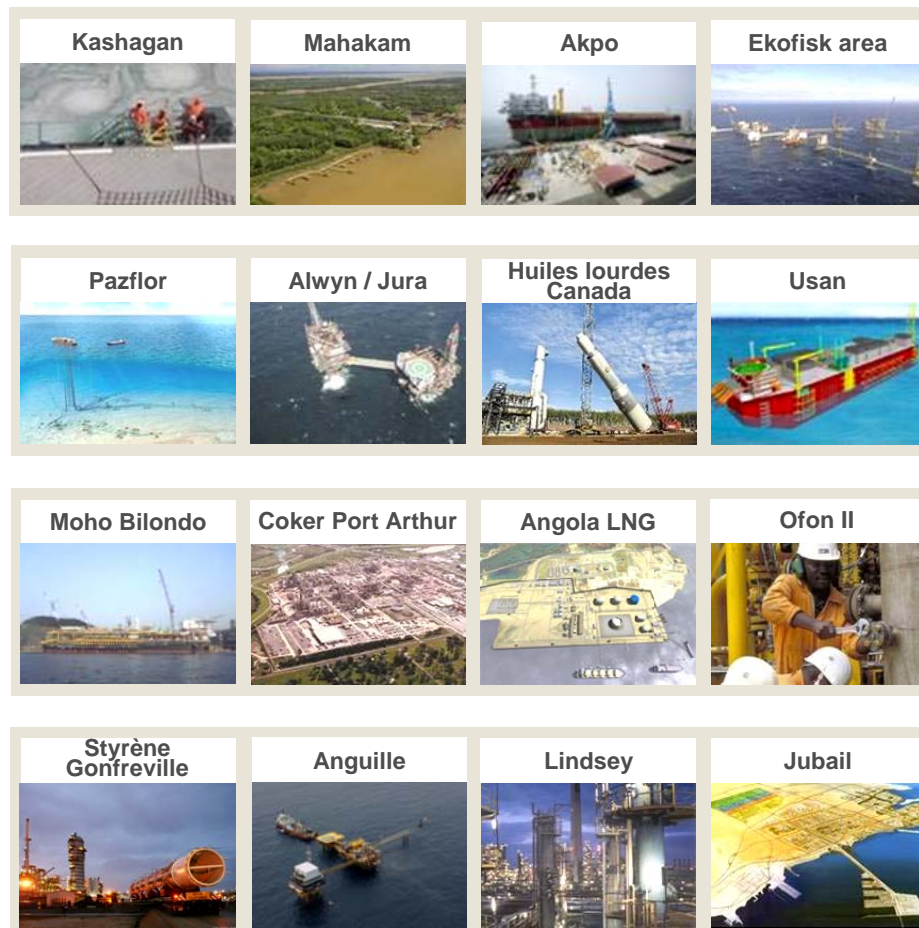 Kashagan
Mahakam
Akpo
Ekofisk area
Pazflor
Alwyn / Jura
Huiles lourdes
Canada
Usan
Moho Bilondo
Coker Port Arthur
Angola LNG
Ofon II
Styrène
Gonfreville
Anguille
Lindsey
Jubail